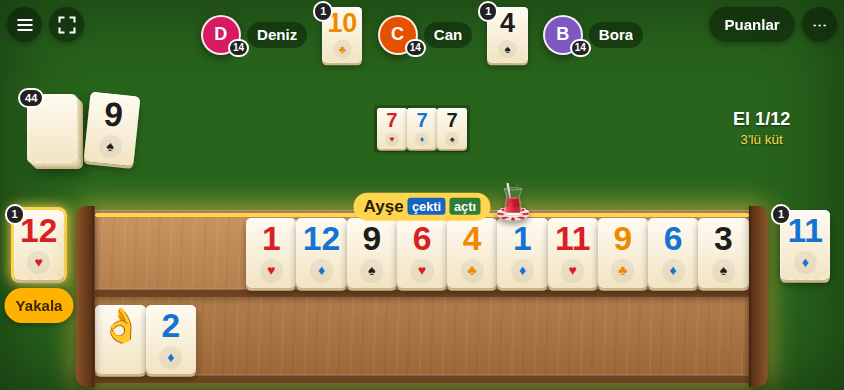 1 10 ♣
1 4 ♠
D 14 Deniz
C 14 Can
B 14 Bora
Puanlar
...
44
9 ♠
7 ♥ 7 ♦ 7 ♠
El 1/12
3'lü küt
Ayşe çekti açtı
1 12 ♥
1 ♥ 12 ♦ 9 ♠ 6 ♥ 4 ♣ 1 ♦ 11 ♥ 9 ♣ 6 ♦ 3 ♠
1 11 ♦
Yakala
2 ♦